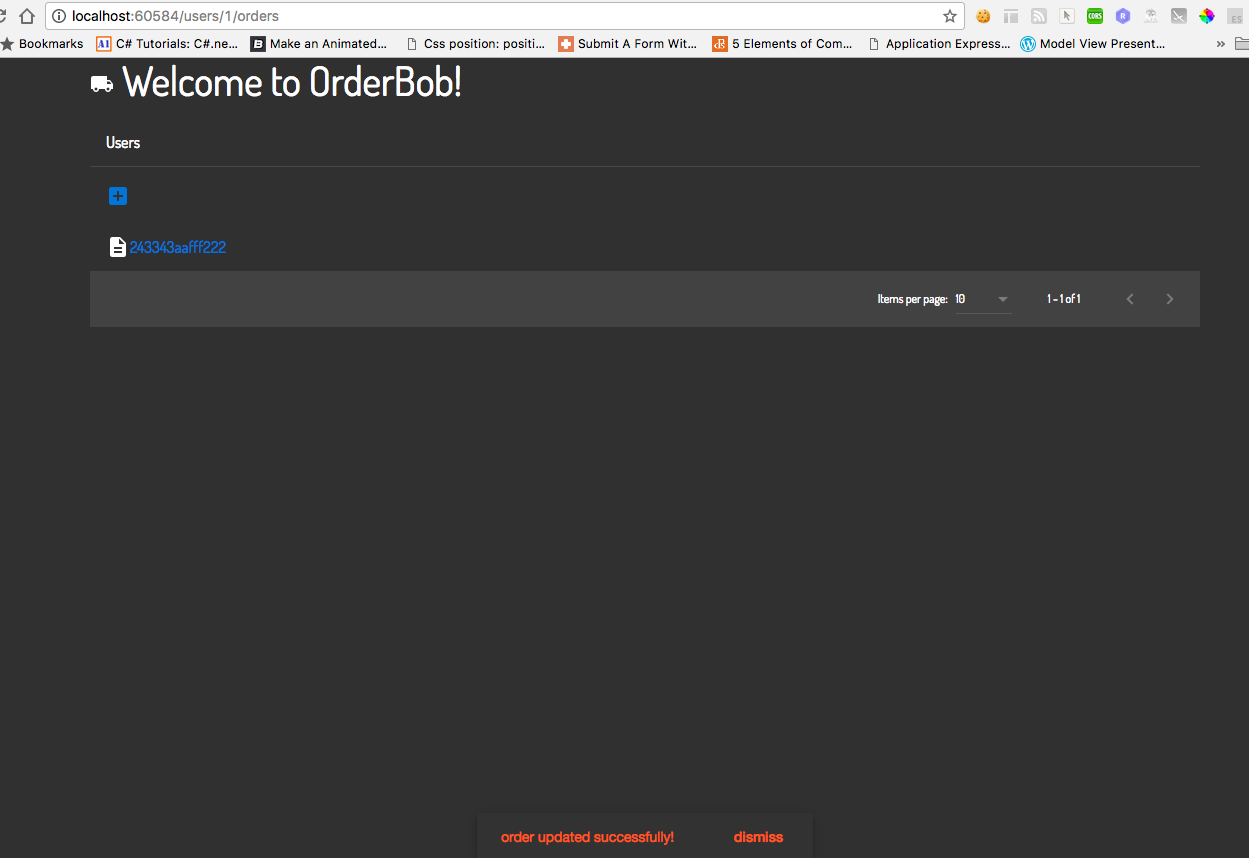 localhost:60584/users/1/orders
Bookmarks
C# Tutorials: C#.ne...
Make an Animated...
Css position: positi...
Submit A Form Wit...
5 Elements of Com...
Application Express...
Model View Present...
»
Welcome to OrderBob!
Users
243343aafff222
Items per page: 10
1 - 1 of 1
order updated successfully!
dismiss